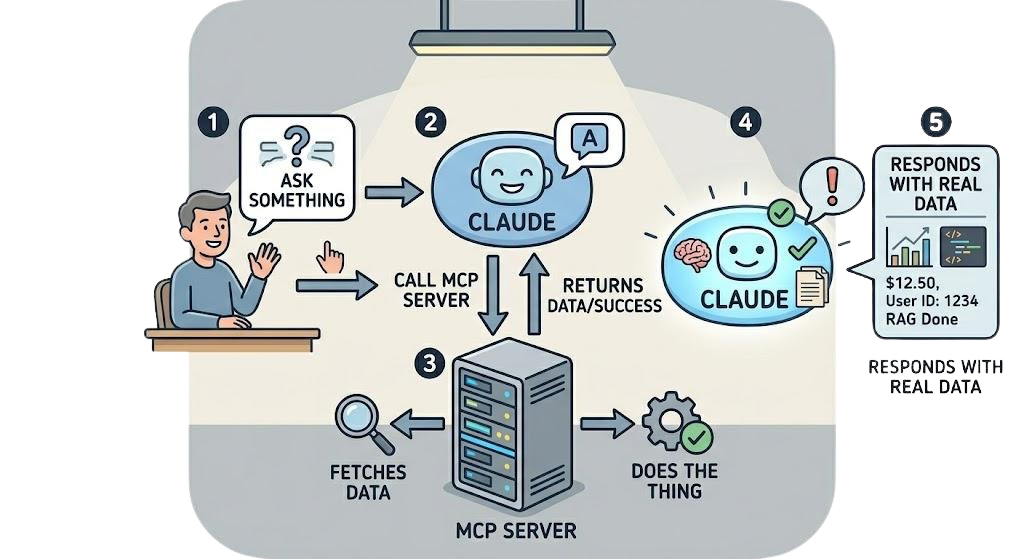 1
?
ASK
SOMETHING
2
A
CLAUDE
CALL MCP
SERVER
RETURNS
DATA/SUCCESS
3
FETCHES
DATA
DOES THE
THING
MCP SERVER
4
!
CLAUDE
5
RESPONDS
WITH REAL
DATA
</>
</>
$12.50,
User ID: 1234
RAG Done
RESPONDS WITH
REAL DATA